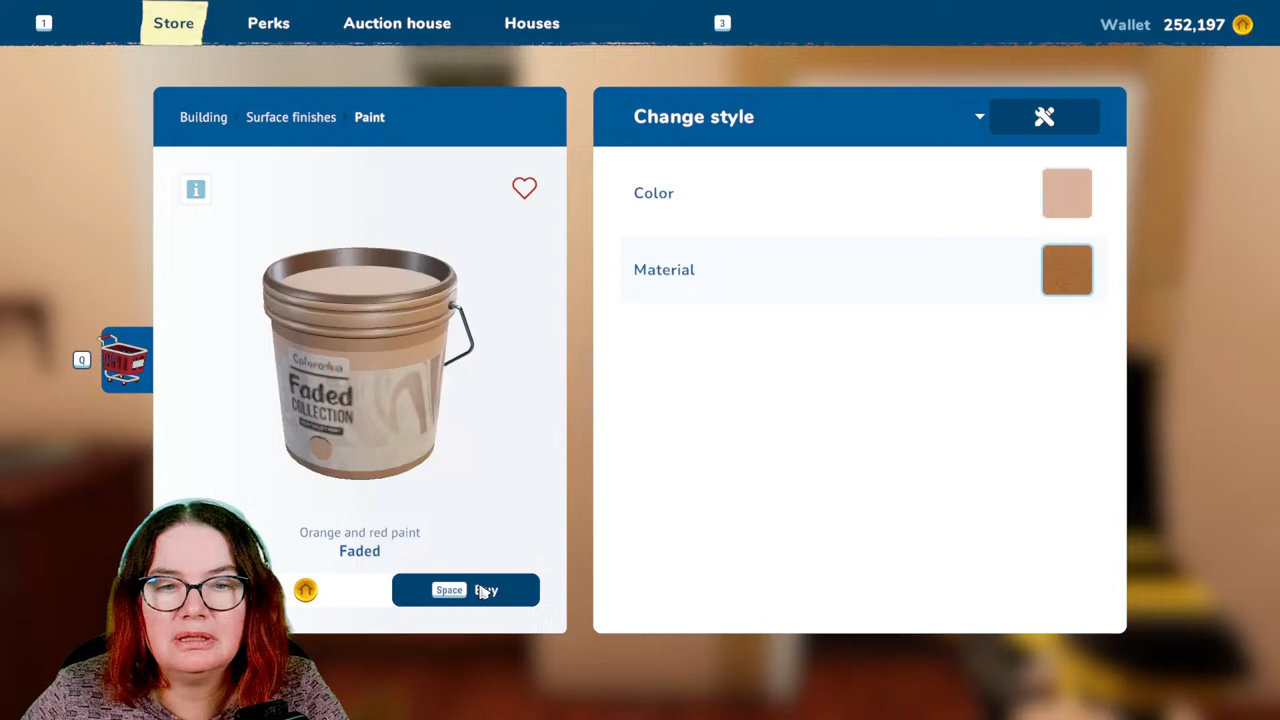 1 Store Perks Auction house Houses 3 Wallet 252,197
Building Surface finishes Paint
Change style
i
Color
Material
Q
Faded
COLLECTION
Orange and red paint
Faded
Space